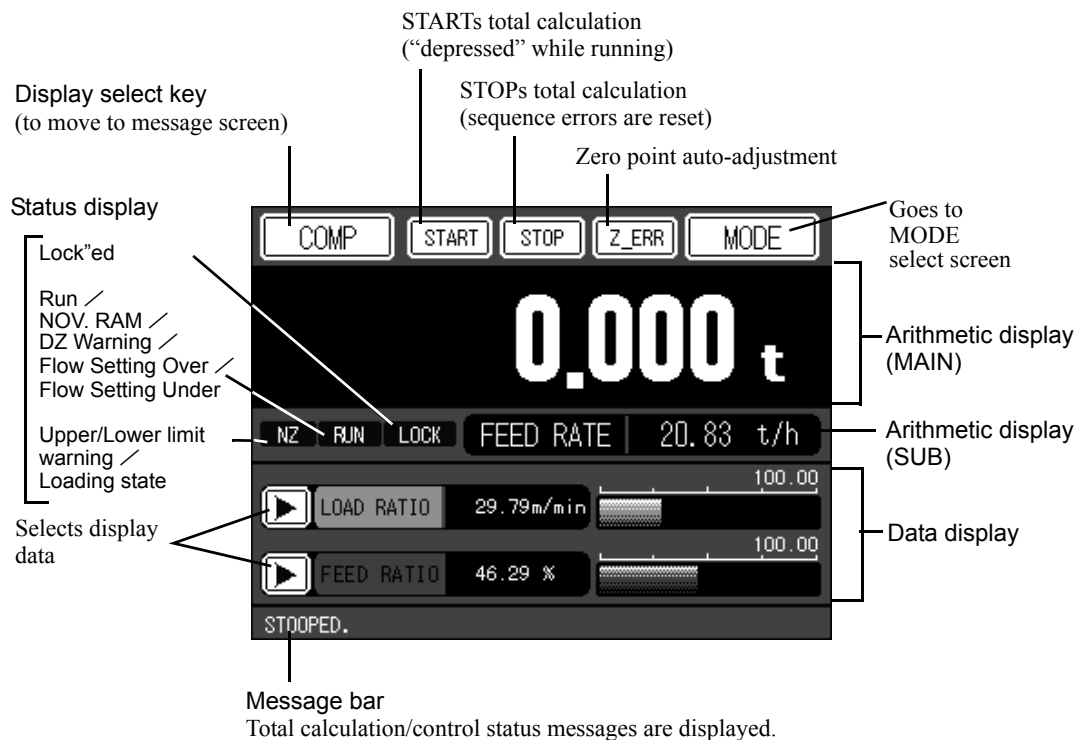 STARTs total calculation
(“depressed” while running)
Display select key
(to move to message screen)
STOPs total calculation
(sequence errors are reset)
Zero point auto-adjustment
Status display
Lock"ed
Run ／
NOV. RAM ／
DZ Warning ／
Flow Setting Over ／
Flow Setting Under
Upper/Lower limit
warning ／
Loading state
Selects display
data
COMP START STOP Z_ERR MODE
0.000 t
NZ RUN LOCK FEED RATE 20.83 t/h
100.00
LOAD RATIO 29.79m/min
100.00
FEED RATIO 46.29 %
STOOPED.
Goes to
MODE
select screen
Arithmetic display
(MAIN)
Arithmetic display
(SUB)
Data display
Message bar
Total calculation/control status messages are displayed.